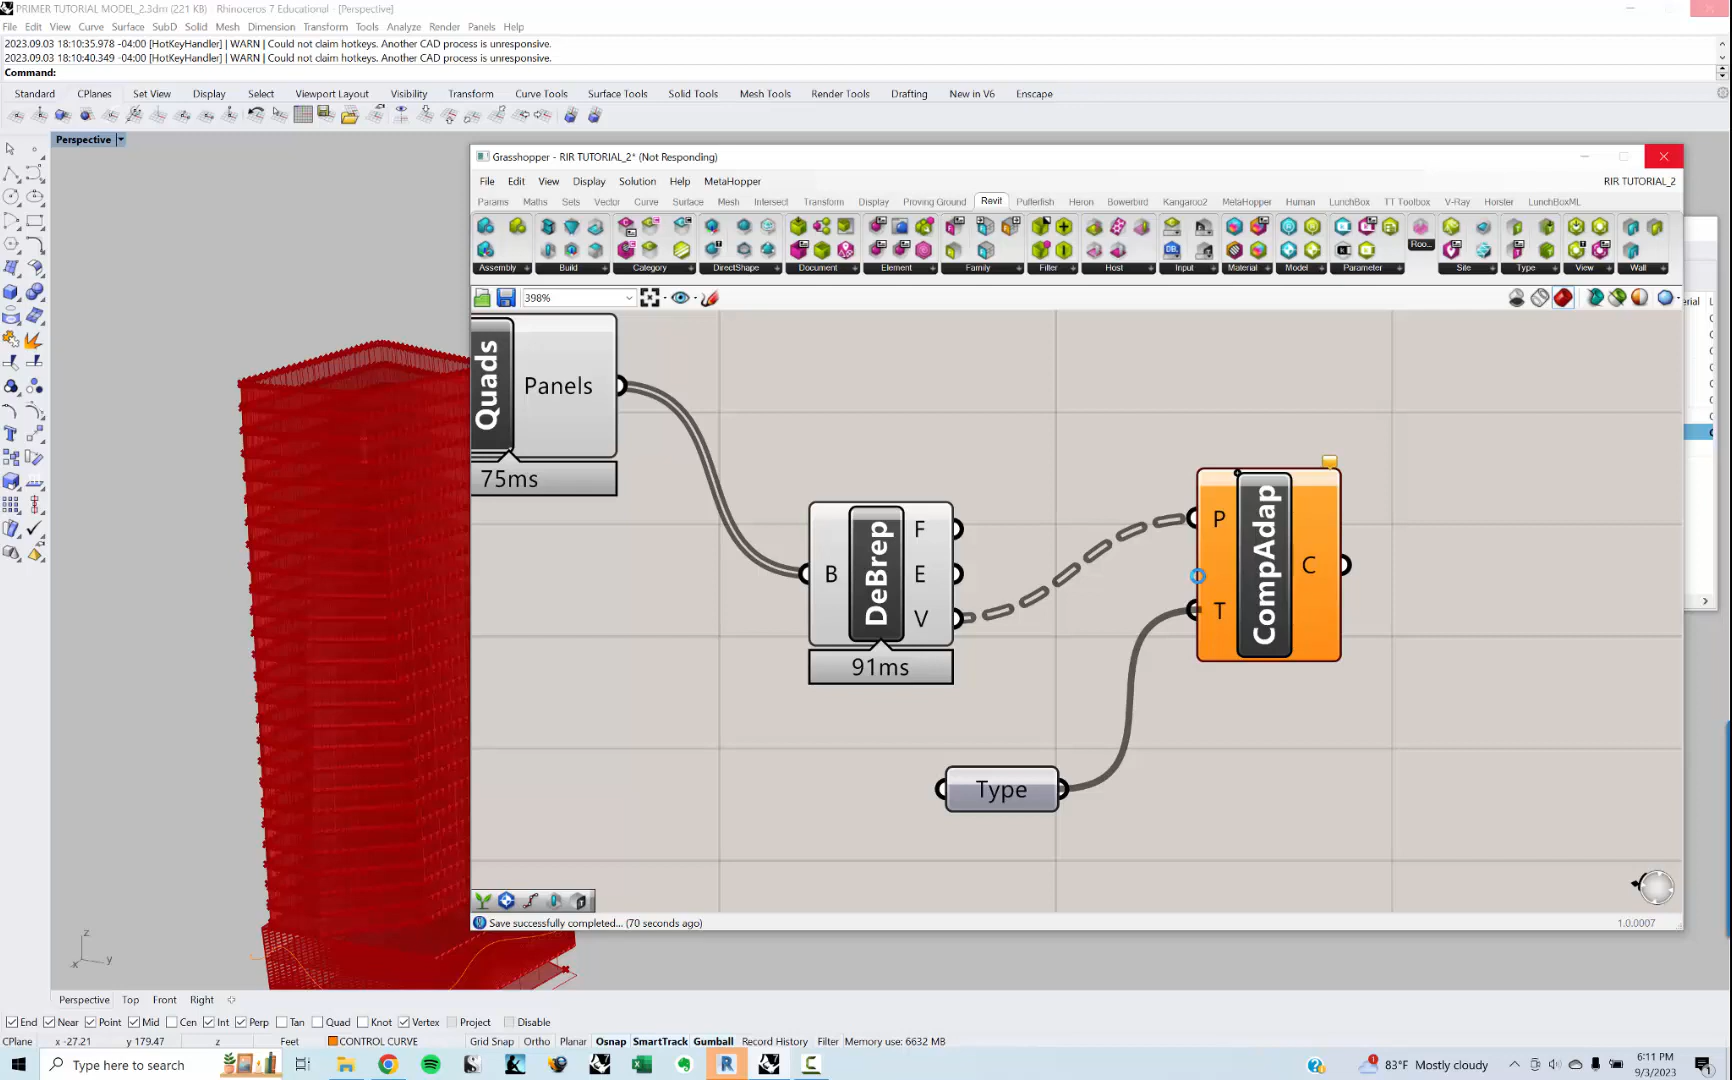 PRIMER TUTORIAL MODEL_2.3dm (221 KB) - Rhinoceros 7 Educational - [Perspective]
File Edit View Curve Surface SubD Solid Mesh Dimension Transform Tools Analyze Render Panels Help
2023.09.03 18:10:35.978 -04:00 [HotKeyHandler] | WARN | Could not claim hotkeys. Another CAD process is unresponsive.
2023.09.03 18:10:40.349 -04:00 [HotKeyHandler] | WARN | Could not claim hotkeys. Another CAD process is unresponsive.
Command:
Standard CPlanes Set View Display Select Viewport Layout Visibility Transform Curve Tools Surface Tools Solid Tools Mesh Tools Render Tools Drafting New in V6 Enscape
Perspective
Grasshopper - RIR TUTORIAL_2* (Not Responding)
File Edit View Display Solution Help MetaHopper RIR TUTORIAL_2
Params Maths Sets Vector Curve Surface Mesh Intersect Transform Display Proving Ground Revit Pufferfish Heron Bowerbird Kangaroo2 MetaHopper Human LunchBox TT Toolbox V-Ray Horster LunchBoxML
Roo...
Assembly Build Category DirectShape Document Element Family Filter Host Input Material Model Parameter Site Type View Wall
398%
erial
Quads
Panels
75ms
DeBrep
B
F
E
V
91ms
CompAdap
P
T
C
Type
Save successfully completed... (70 seconds ago)
1.0.0007
z
x
y
Perspective Top Front Right
End Near Point Mid Cen Int Perp Tan Quad Knot Vertex Project Disable
CPlane x -27.21 y 179.47 z Feet CONTROL CURVE Grid Snap Ortho Planar Osnap SmartTrack Gumball Record History Filter Memory use: 6632 MB
Type here to search
83°F Mostly cloudy
6:11 PM
9/3/2023